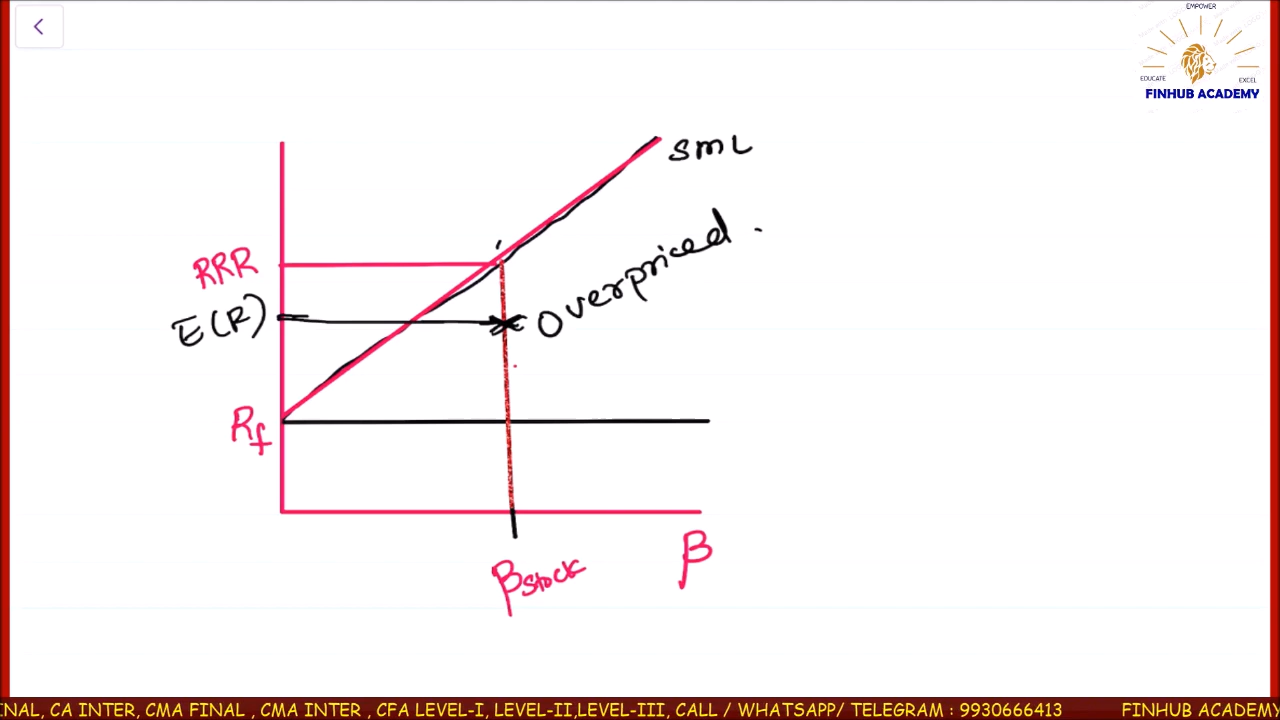 EMPOWER
EDUCATE
EXCEL
FINHUB ACADEMY
SML
Overpriced.
RRR
E(R)
Rf
βstock
β
NAL, CA INTER, CMA FINAL , CMA INTER , CFA LEVEL-I, LEVEL-II,LEVEL-III, CALL / WHATSAPP/ TELEGRAM : 9930666413 FINHUB ACADEMY